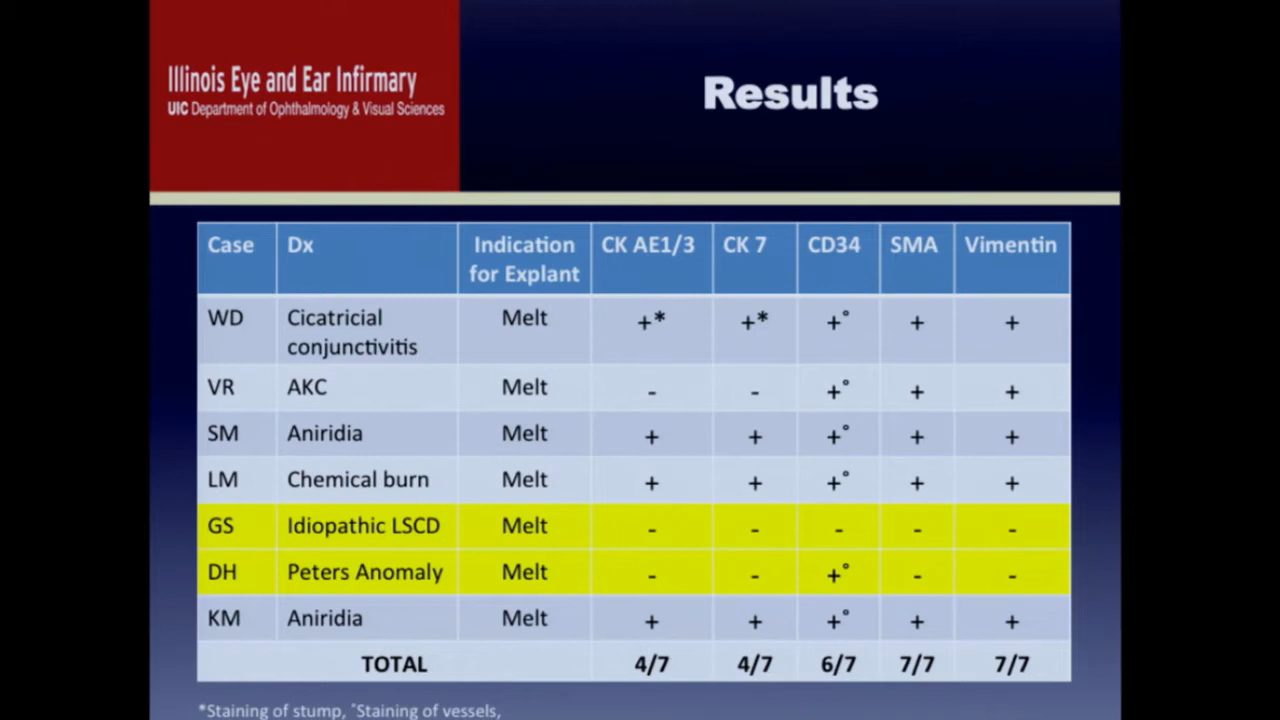 Illinois Eye and Ear Infirmary
UIC Department of Ophthalmology & Visual Sciences
Results
Case Dx Indication for Explant CK AE1/3 CK 7 CD34 SMA Vimentin
WD Cicatricial conjunctivitis Melt +* +* +˚ + +
VR AKC Melt - - +˚ + +
SM Aniridia Melt + + +˚ + +
LM Chemical burn Melt + + +˚ + +
GS Idiopathic LSCD Melt - - - - -
DH Peters Anomaly Melt - - +˚ - -
KM Aniridia Melt + + +˚ + +
TOTAL 4/7 4/7 6/7 7/7 7/7
*Staining of stump, ˚Staining of vessels,